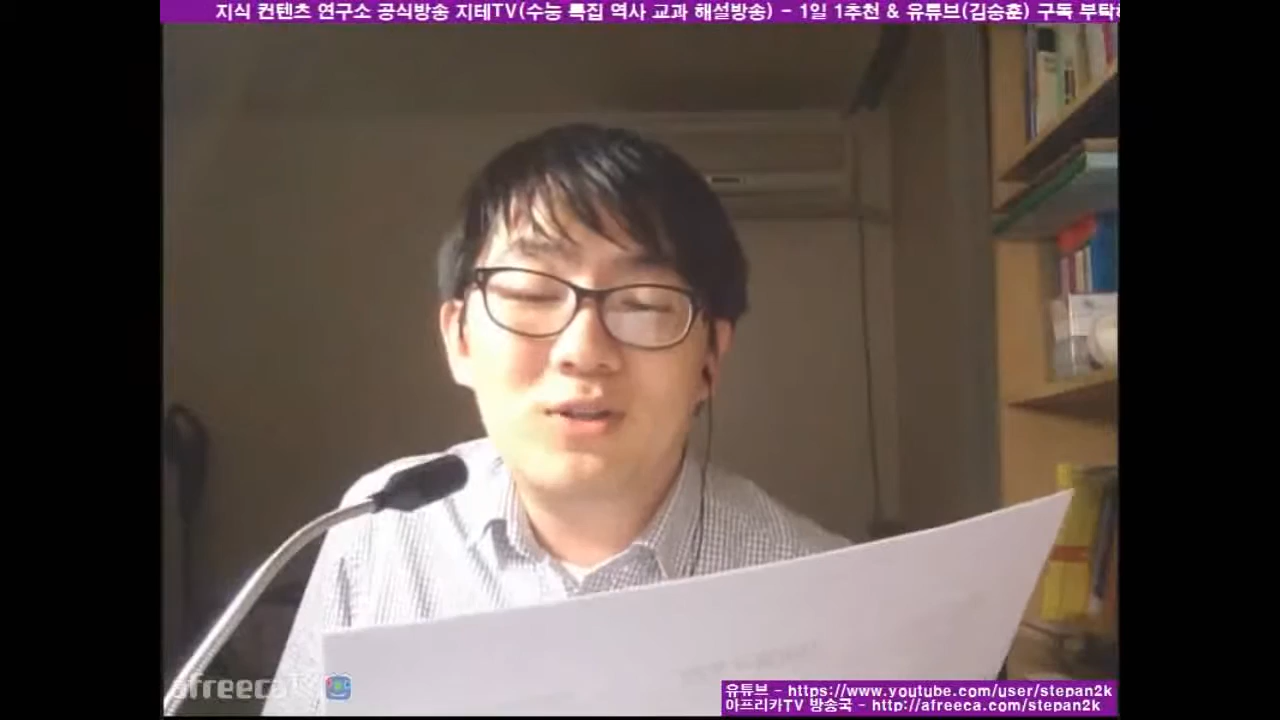 지식 컨텐츠 연구소 공식방송 지테TV(수능 특집 역사 교과 해설방송) - 1일 1추천 & 유튜브(김승훈) 구독 부탁
afreecaTV
유튜브 - https://www.youtube.com/user/stepan2k
아프리카TV 방송국 - http://afreeca.com/stepan2k